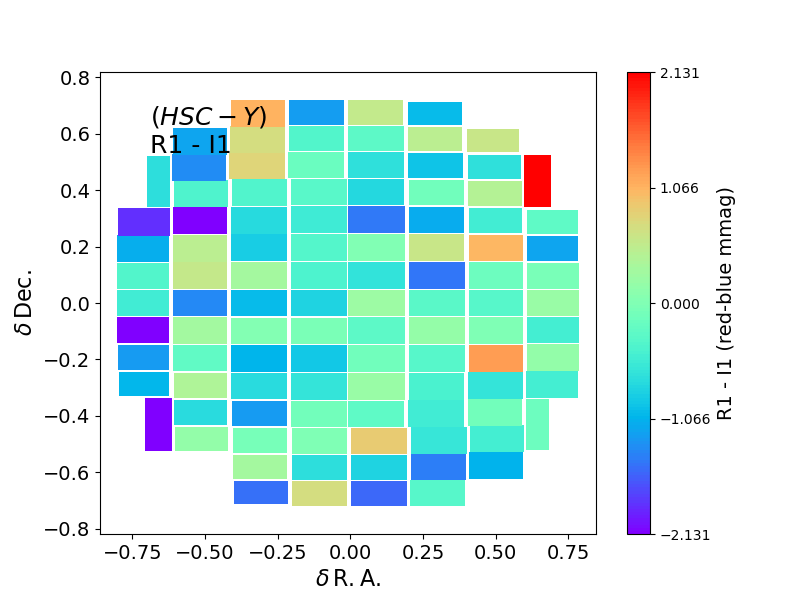 (HSC − Y)
R1 - I1
0.8
0.6
0.4
0.2
0.0
−0.2
−0.4
−0.6
−0.8
δ Dec.
−0.75 −0.50 −0.25 0.00 0.25 0.50 0.75
δ R. A.
2.131
1.066
0.000
−1.066
−2.131
R1 - I1 (red-blue mmag)